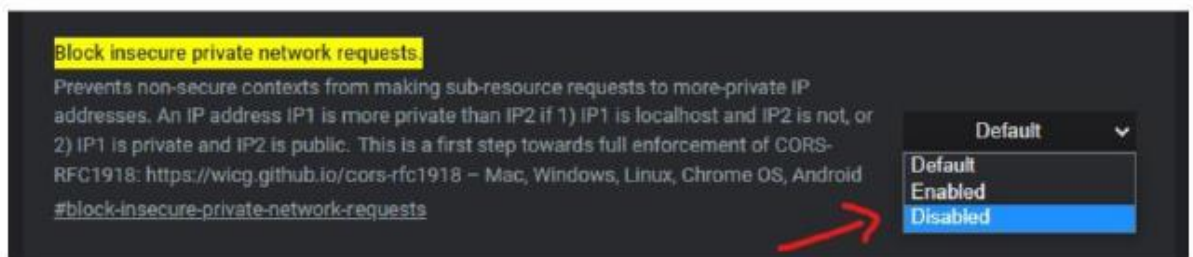 Block insecure private network requests.
Prevents non-secure contexts from making sub-resource requests to more-private IP
addresses. An IP address IP1 is more private than IP2 if 1) IP1 is localhost and IP2 is not, or
2) IP1 is private and IP2 is public. This is a first step towards full enforcement of CORS-
RFC1918: https://wicg.github.io/cors-rfc1918 – Mac, Windows, Linux, Chrome OS, Android
#block-insecure-private-network-requests
Default
Default
Enabled
Disabled